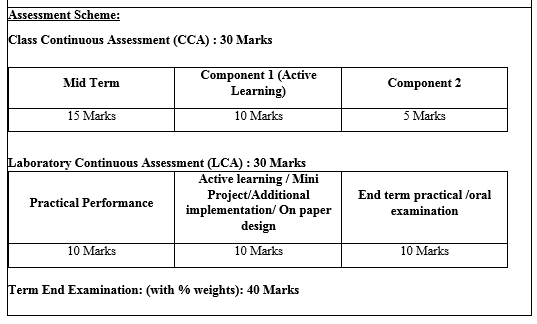 Assessment Scheme:
Class Continuous Assessment (CCA) : 30 Marks
Mid Term
Component 1 (Active
Learning)
Component 2
15 Marks
10 Marks
5 Marks
Laboratory Continuous Assessment (LCA) : 30 Marks
Practical Performance
Active learning / Mini
Project/Additional
implementation/ On paper
design
End term practical /oral
examination
10 Marks
10 Marks
10 Marks
Term End Examination: (with % weights): 40 Marks